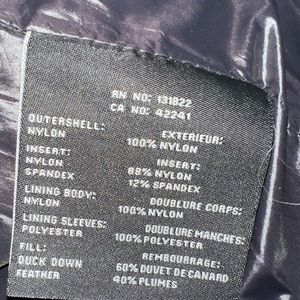 RN NO: 131822
CA NO: 42241
OUTERSHELL: EXTERIEUR:
NYLON 100% NYLON
INSERT: INSERT:
NYLON 88% NYLON
SPANDEX 12% SPANDEX
LINING BODY: DOUBLURE CORPS:
NYLON 100% NYLON
LINING SLEEVES: DOUBLURE MANCHES:
POLYESTER 100% POLYESTER
FILL: REMBOURRAGE:
DUCK DOWN 60% DUVET DE CANARD
FEATHER 40% PLUMES